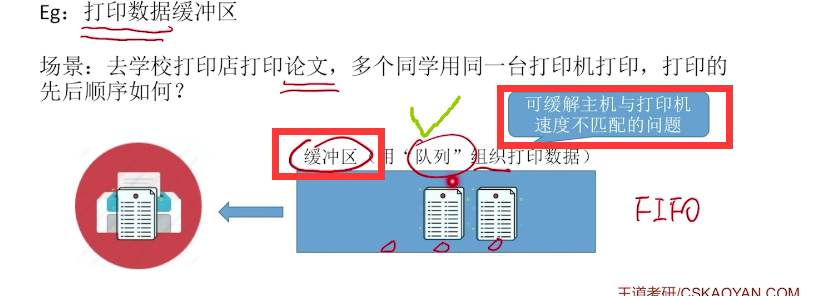 Eg：打印数据缓冲区
场景：去学校打印店打印论文，多个同学用同一台打印机打印，打印的
先后顺序如何？
可缓解主机与打印机
速度不匹配的问题
缓冲区（用“队列”组织打印数据）
FIFO
王道考研/CSKAOYAN.COM